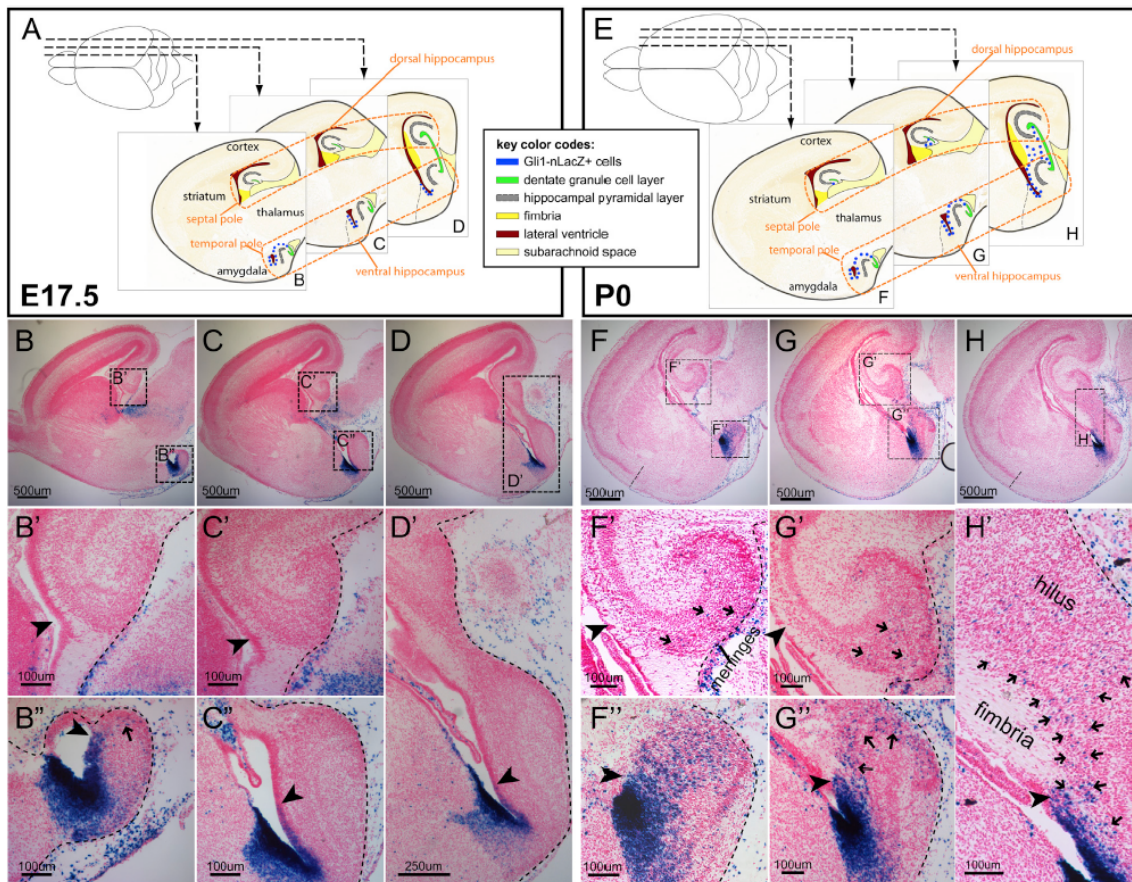 A
dorsal hippocampus
cortex
striatum
septal pole
thalamus
temporal pole
amygdala
ventral hippocampus
B
C
D
E17.5
key color codes:
Gli1-nLacZ+ cells
dentate granule cell layer
hippocampal pyramidal layer
fimbria
lateral ventricle
subarachnoid space
E
dorsal hippocampus
cortex
striatum
septal pole
thalamus
temporal pole
amygdala
ventral hippocampus
F
G
H
P0
B
B'
B"
500um
C
C'
C"
500um
D
D'
500um
F
F'
F"
500um
G
G'
G'
500um
H
H
500um
B'
100um
C'
100um
D'
250um
F'
meninges
100um
G'
100um
H'
hilus
fimbria
100um
B"
100um
C"
100um
F''
100um
G''
100um